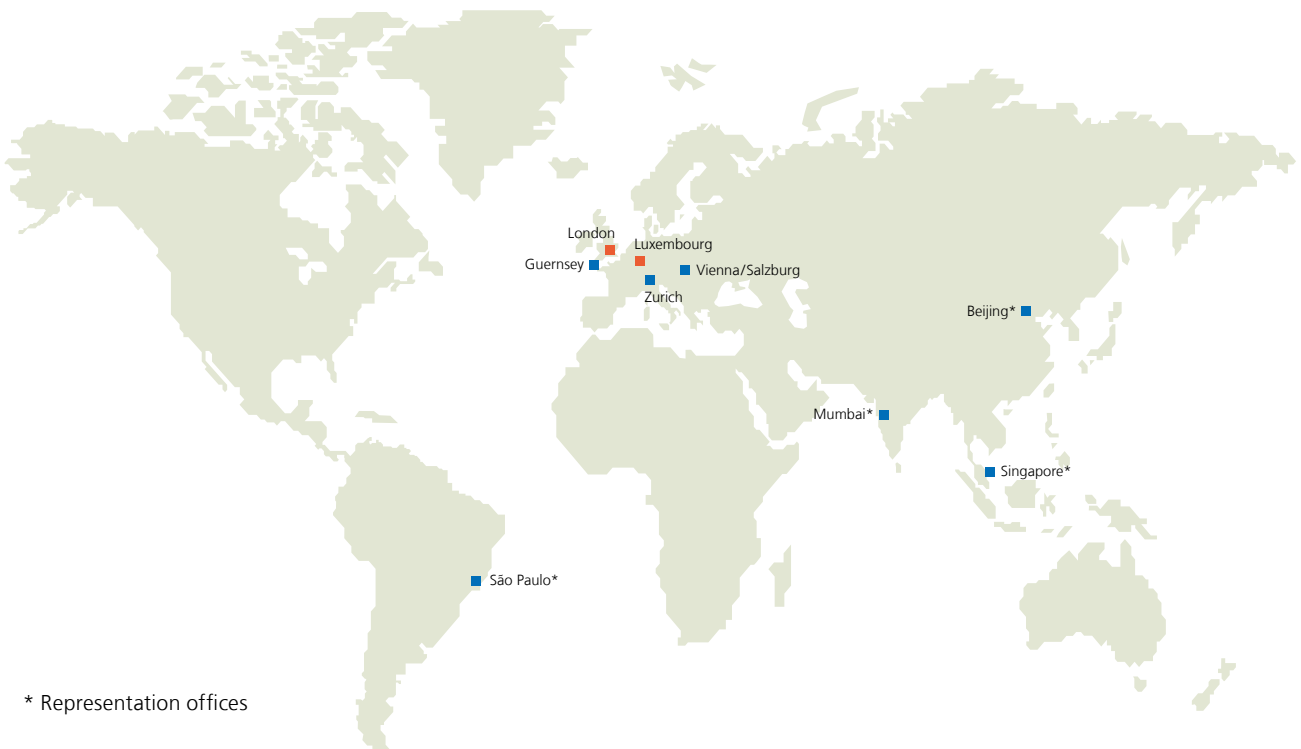 London
Luxembourg
Guernsey
Vienna/Salzburg
Zurich
Beijing*
Mumbai*
Singapore*
São Paulo*
* Representation offices